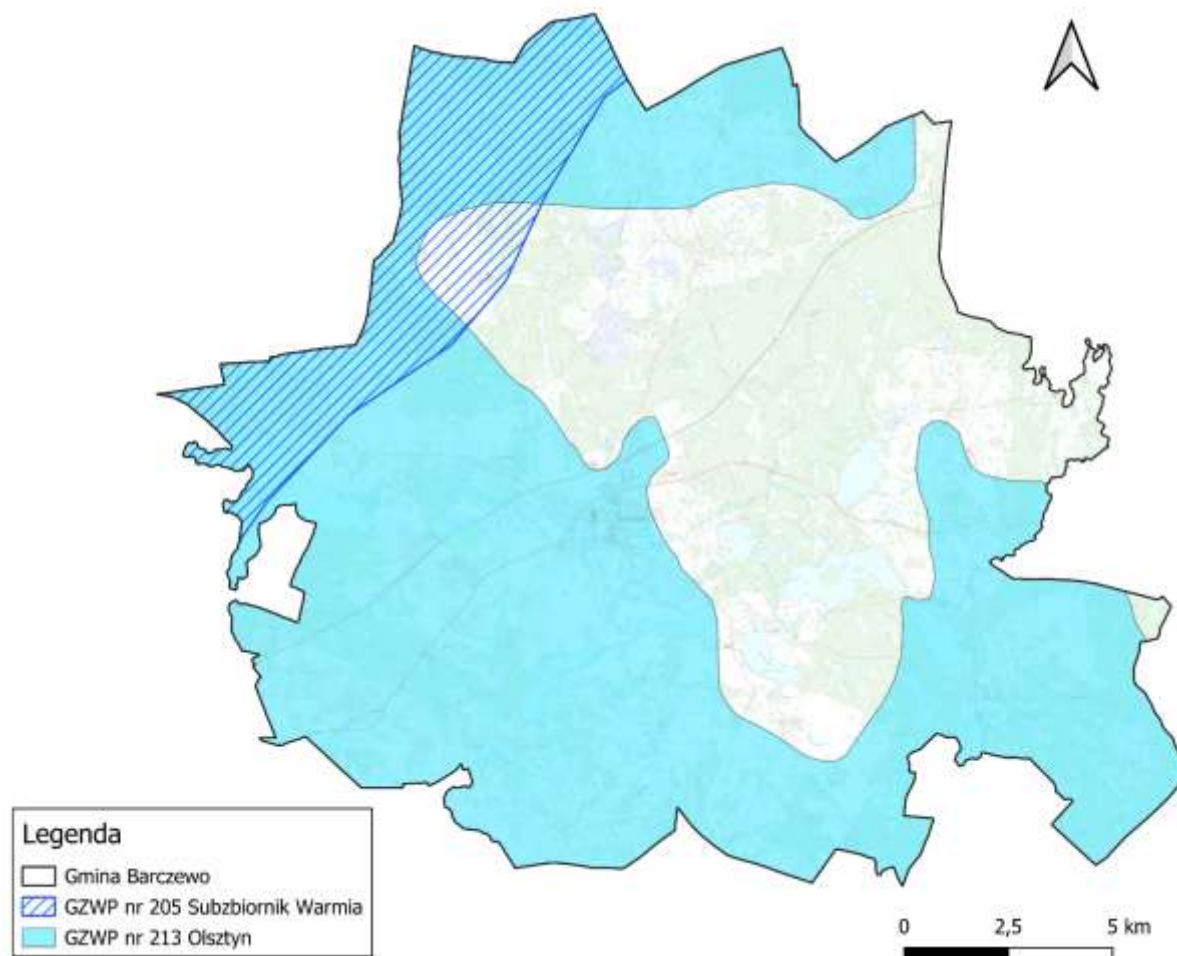 Legenda
Gmina Barczewo
GZWP nr 205 Subzbiornik Warmia
GZWP nr 213 Olsztyn
0 2,5 5 km